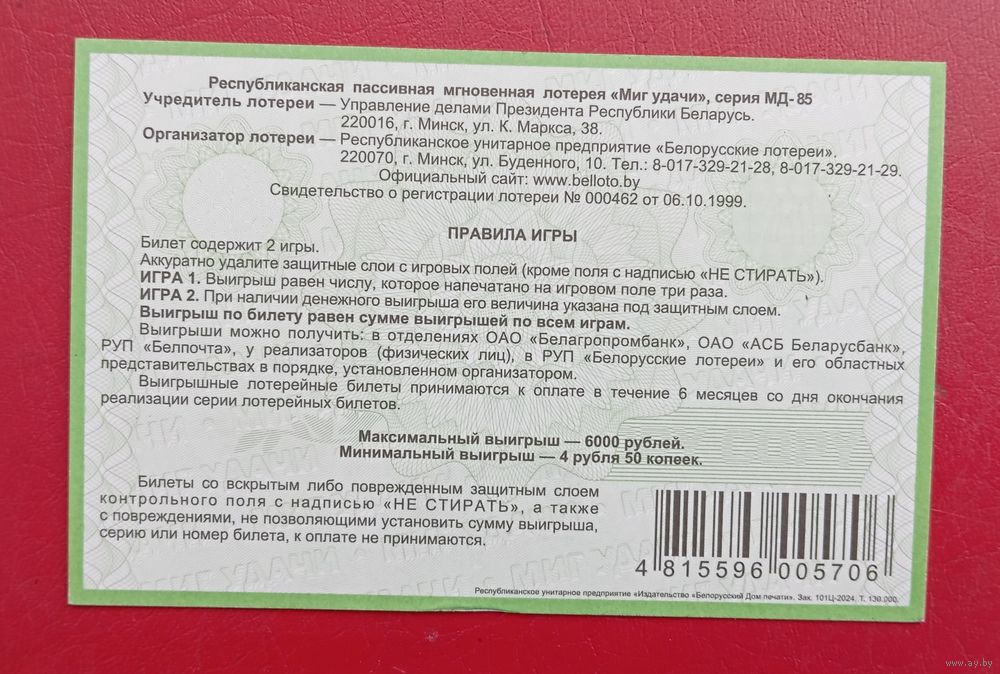 Республиканская пассивная мгновенная лотерея «Миг удачи», серия МД-85
Учредитель лотереи — Управление делами Президента Республики Беларусь.
220016, г. Минск, ул. К. Маркса, 38.
Организатор лотереи — Республиканское унитарное предприятие «Белорусские лотереи».
220070, г. Минск, ул. Буденного, 10. Тел.: 8-017-329-21-28, 8-017-329-21-29.
Официальный сайт: www.belloto.by
Свидетельство о регистрации лотереи № 000462 от 06.10.1999.
ПРАВИЛА ИГРЫ
Билет содержит 2 игры.
Аккуратно удалите защитные слои с игровых полей (кроме поля с надписью «НЕ СТИРАТЬ»).
ИГРА 1. Выигрыш равен числу, которое напечатано на игровом поле три раза.
ИГРА 2. При наличии денежного выигрыша его величина указана под защитным слоем.
Выигрыш по билету равен сумме выигрышей по всем играм.
Выигрыши можно получить: в отделениях ОАО «Белагропромбанк», ОАО «АСБ Беларусбанк»,
РУП «Белпочта», у реализаторов (физических лиц), в РУП «Белорусские лотереи» и его областных
представительствах в порядке, установленном организатором.
Выигрышные лотерейные билеты принимаются к оплате в течение 6 месяцев со дня окончания
реализации серии лотерейных билетов.
Максимальный выигрыш — 6000 рублей.
Минимальный выигрыш — 4 рубля 50 копеек.
Билеты со вскрытым либо поврежденным защитным слоем
контрольного поля с надписью «НЕ СТИРАТЬ», а также
с повреждениями, не позволяющими установить сумму выигрыша,
серию или номер билета, к оплате не принимаются.
4 815596 005706
Республиканское унитарное предприятие «Издательство «Белорусский Дом печати». Зак. 101Ц-2024. Т. 130.000.
www.ay.by